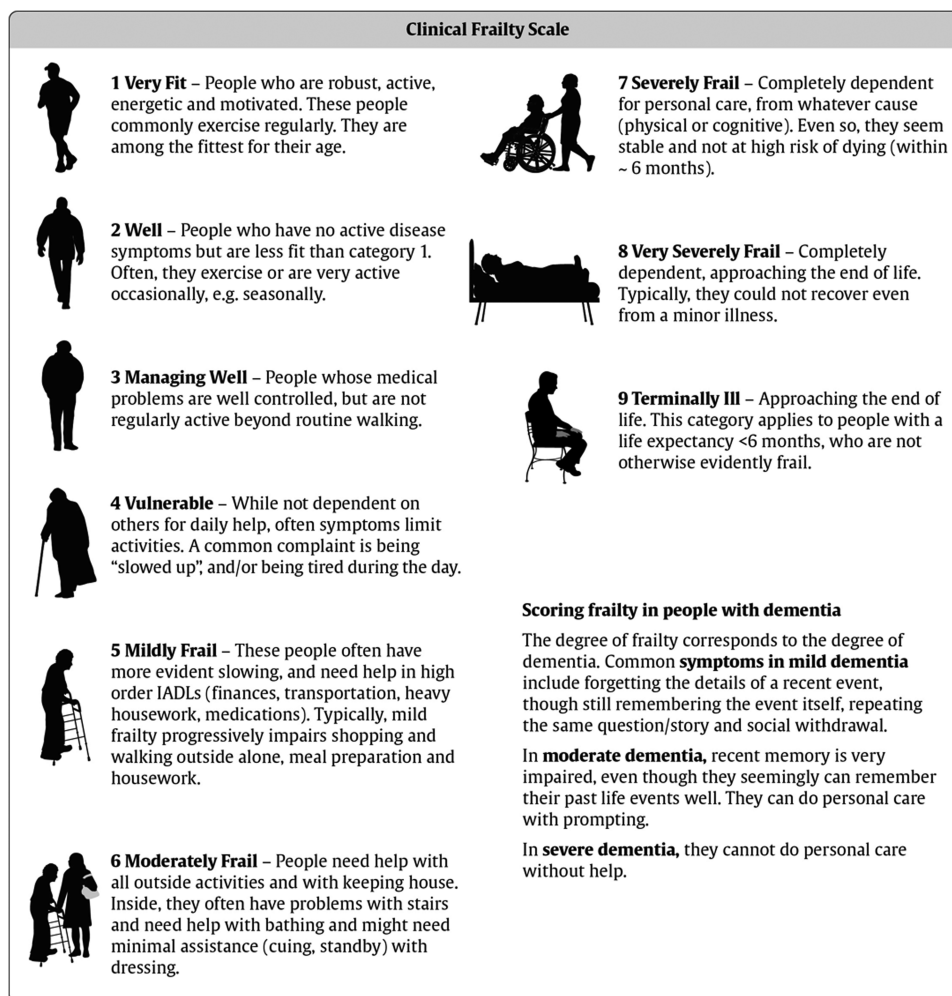 Clinical Frailty Scale
1 Very Fit – People who are robust, active,
energetic and motivated. These people
commonly exercise regularly. They are
among the fittest for their age.
2 Well – People who have no active disease
symptoms but are less fit than category 1.
Often, they exercise or are very active
occasionally, e.g. seasonally.
3 Managing Well – People whose medical
problems are well controlled, but are not
regularly active beyond routine walking.
4 Vulnerable – While not dependent on
others for daily help, often symptoms limit
activities. A common complaint is being
“slowed up”, and/or being tired during the day.
5 Mildly Frail – These people often have
more evident slowing, and need help in high
order IADLs (finances, transportation, heavy
housework, medications). Typically, mild
frailty progressively impairs shopping and
walking outside alone, meal preparation and
housework.
6 Moderately Frail – People need help with
all outside activities and with keeping house.
Inside, they often have problems with stairs
and need help with bathing and might need
minimal assistance (cuing, standby) with
dressing.
7 Severely Frail – Completely dependent
for personal care, from whatever cause
(physical or cognitive). Even so, they seem
stable and not at high risk of dying (within
~ 6 months).
8 Very Severely Frail – Completely
dependent, approaching the end of life.
Typically, they could not recover even
from a minor illness.
9 Terminally Ill – Approaching the end of
life. This category applies to people with a
life expectancy <6 months, who are not
otherwise evidently frail.
Scoring frailty in people with dementia
The degree of frailty corresponds to the degree of
dementia. Common symptoms in mild dementia
include forgetting the details of a recent event,
though still remembering the event itself, repeating
the same question/story and social withdrawal.
In moderate dementia, recent memory is very
impaired, even though they seemingly can remember
their past life events well. They can do personal care
with prompting.
In severe dementia, they cannot do personal care
without help.